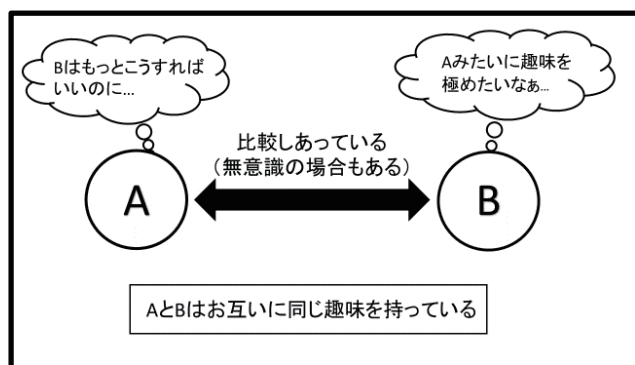 Bはもっとこうすれば
いいのに…
Aみたいに趣味を
極めたいなぁ…
比較しあっている
（無意識の場合もある）
A
B
AとBはお互いに同じ趣味を持っている